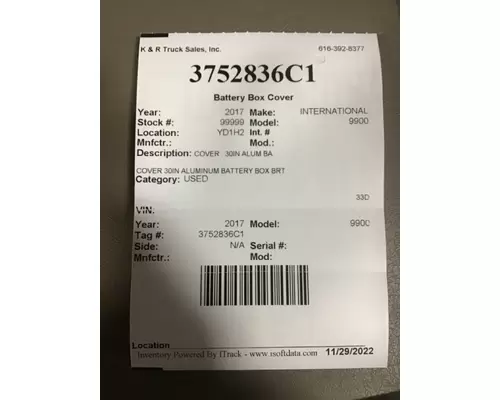 K & R Truck Sales, Inc. 616-392-8377
3752836C1
Battery Box Cover
Year: 2017 Make: INTERNATIONAL
Stock #: 99999 Model: 9900
Location: YD1H2 Int. #
Mnfctr.: Mod.:
Description: COVER 30IN ALUM BA
COVER 30IN ALUMINUM BATTERY BOX BRT
Category: USED
33D
VIN:
Year: 2017 Model: 9900
Tag #: 3752836C1
Side: N/A Serial #:
Mnfctr.: Mod:
Location
Inventory Powered By ITrack - www.isoftdata.com 11/29/2022